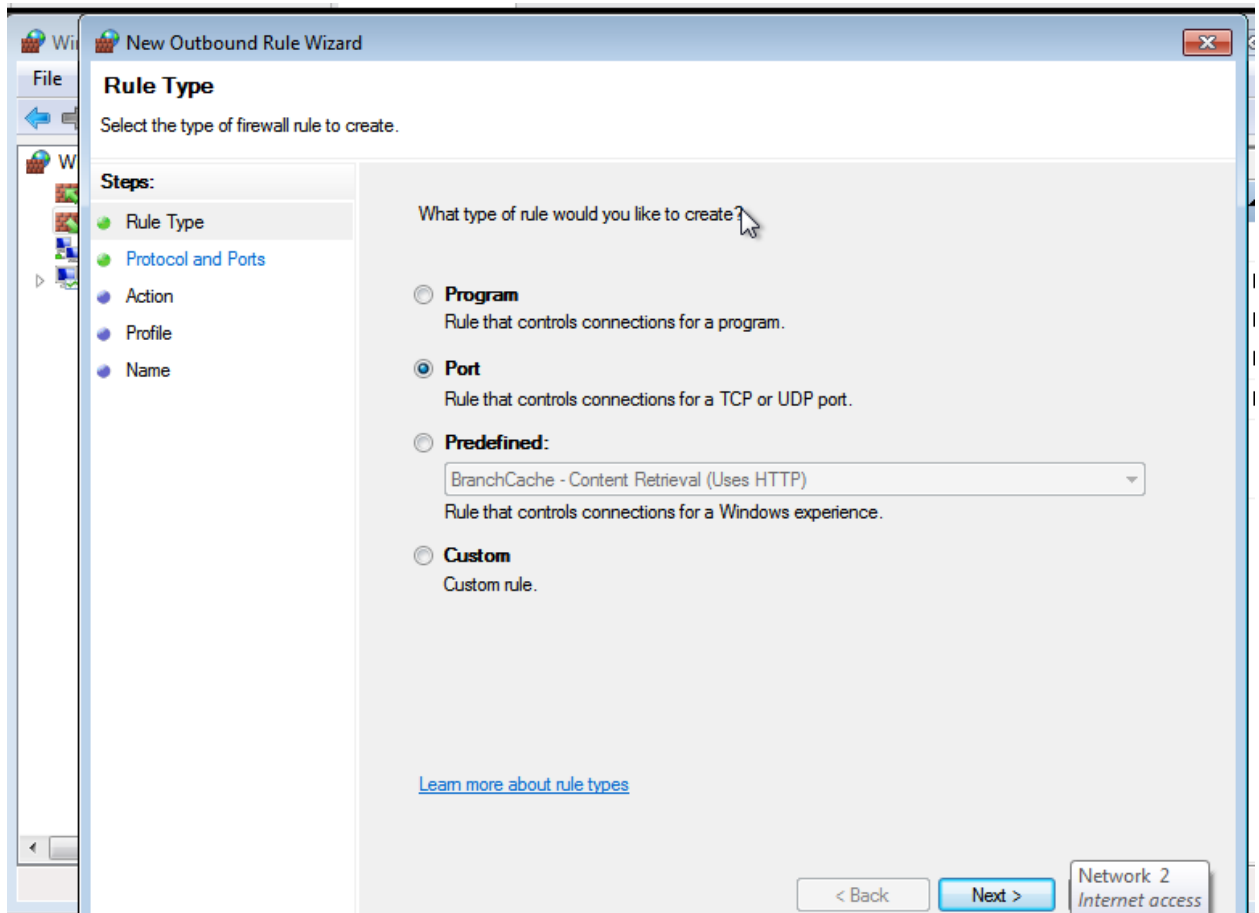 Win
New Outbound Rule Wizard
File
Rule Type
Select the type of firewall rule to create.
W
Steps:
Rule Type
Protocol and Ports
Action
Profile
Name
What type of rule would you like to create?
Program
Rule that controls connections for a program.
Port
Rule that controls connections for a TCP or UDP port.
Predefined:
BranchCache - Content Retrieval (Uses HTTP)
Rule that controls connections for a Windows experience.
Custom
Custom rule.
Learn more about rule types
< Back
Next >
Network 2
Internet access